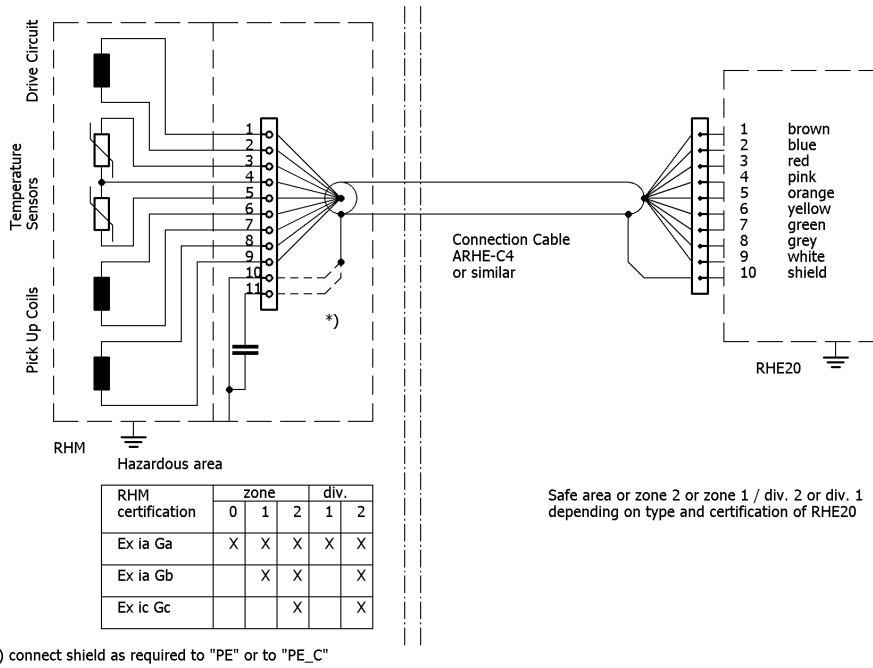 Drive Circuit
Temperature
Sensors
Pick Up Coils
1
2
3
4
5
6
7
8
9
10
11
*)
RHM
Hazardous area
Connection Cable
ARHE-C4
or similar
1 brown
2 blue
3 red
4 pink
5 orange
6 yellow
7 green
8 grey
9 white
10 shield
RHE20
RHM certification zone div.
0 1 2 1 2
Ex ia Ga X X X X X
Ex ia Gb X X X
Ex ic Gc X X
Safe area or zone 2 or zone 1 / div. 2 or div. 1
depending on type and certification of RHE20
) connect shield as required to "PE" or to "PE_C"